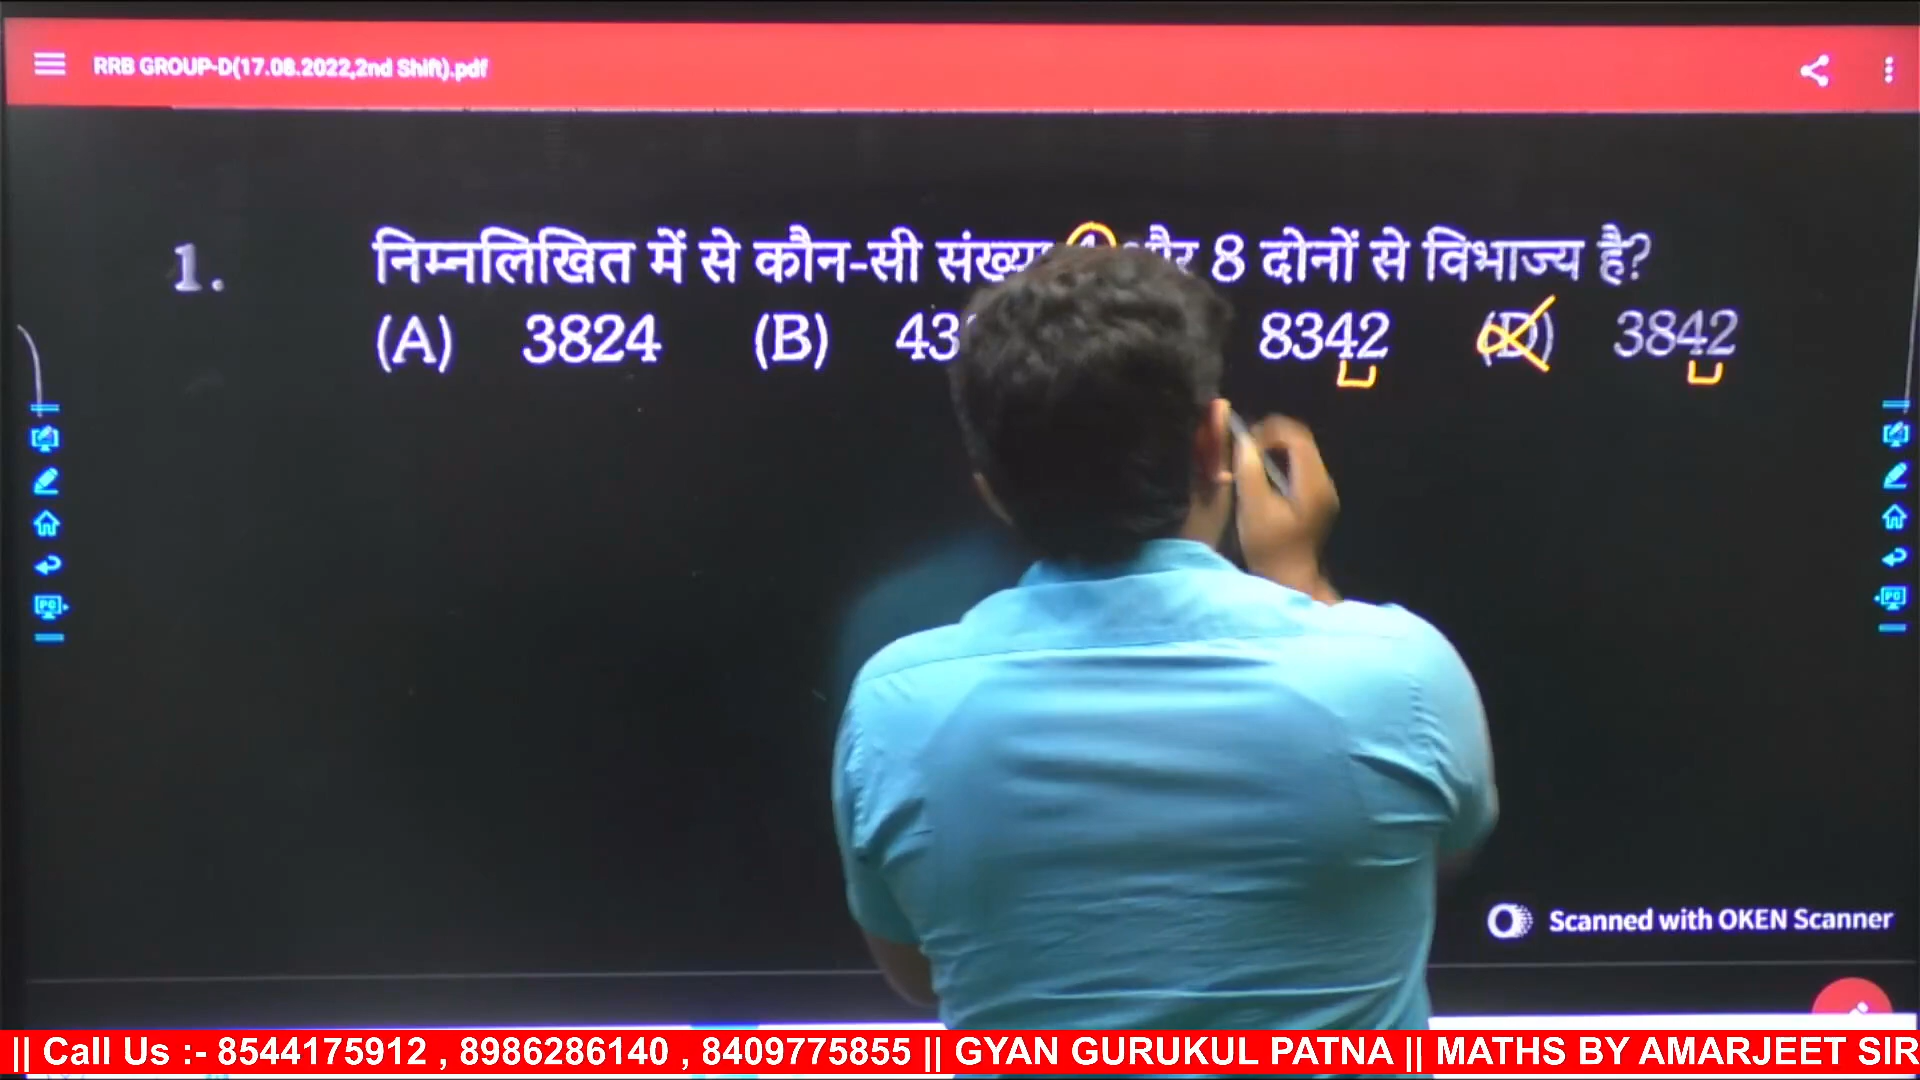 RRB GROUP-D(17.08.2022,2nd Shift).pdf
1. निम्नलिखित में से कौन-सी 8 दोनों से विभाज्य है?
(A) 3824 (B) 8342 (D) 3842
Scanned with OKEN Scanner
|| Call Us :- 8544175912 , 8986286140 , 8409775855 || GYAN GURUKUL PATNA || MATHS BY AMARJEET SIR